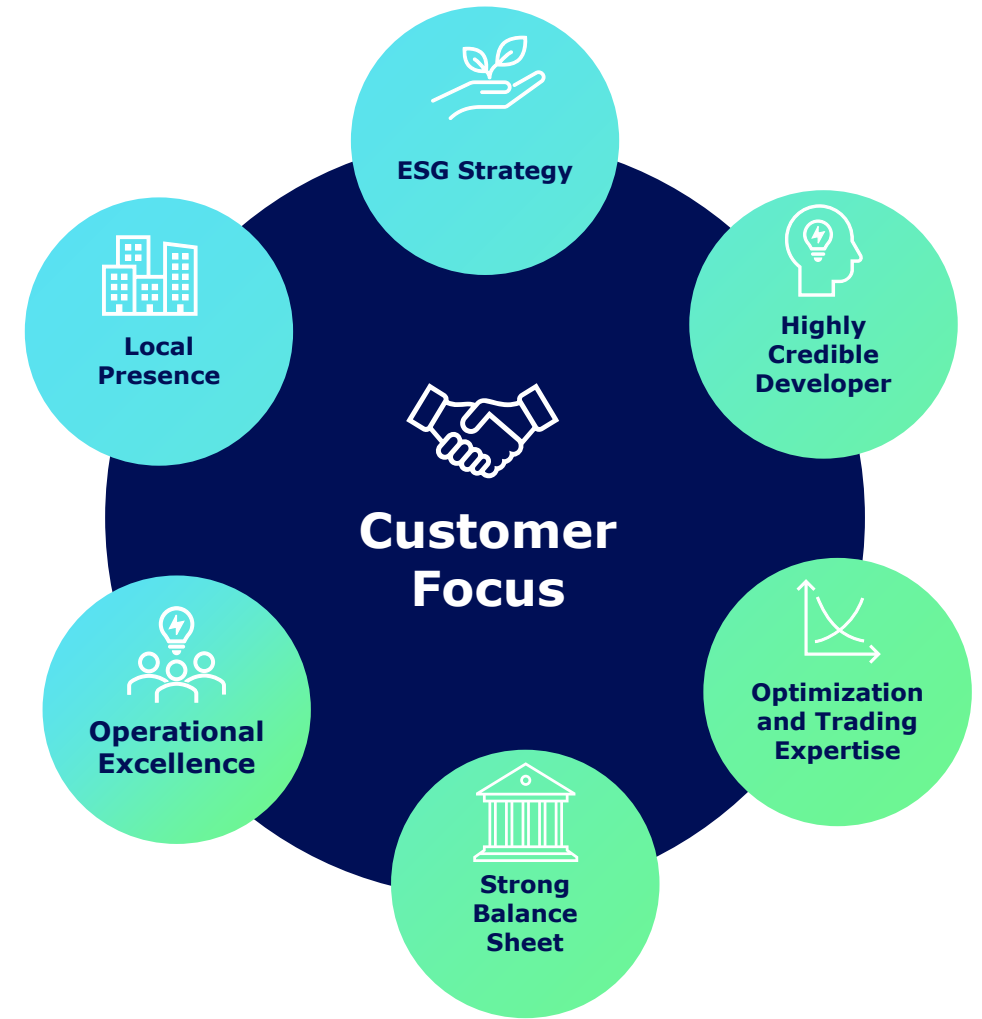 ESG Strategy
Highly
Credible
Developer
Local
Presence
Customer
Focus
Optimization
and Trading
Expertise
Operational
Excellence
Strong
Balance
Sheet